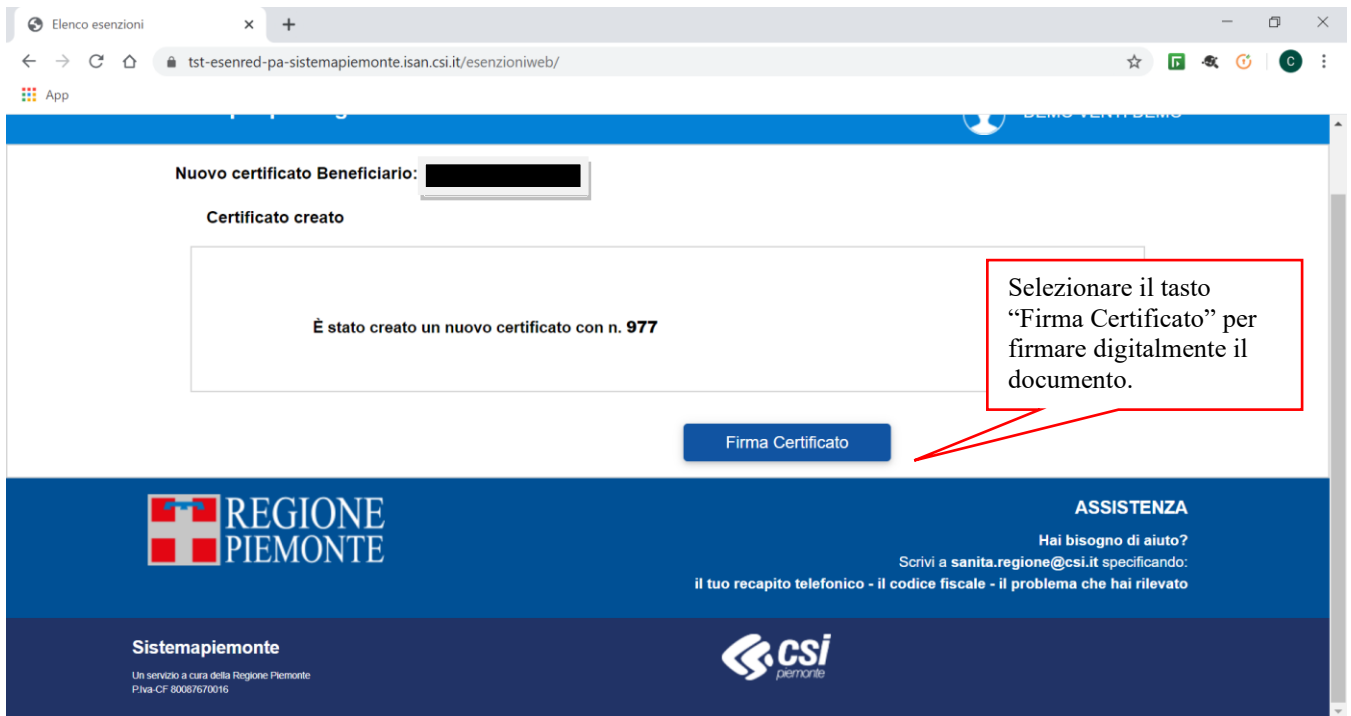 Elenco esenzioni
tst-esenred-pa-sistemapiemonte.isan.csi.it/esenzioniweb/
C
App
DEMO VENTI DEMO
Nuovo certificato Beneficiario:
Certificato creato
È stato creato un nuovo certificato con n. 977
Selezionare il tasto
“Firma Certificato” per
firmare digitalmente il
documento.
Firma Certificato
REGIONE
PIEMONTE
ASSISTENZA
Hai bisogno di aiuto?
Scrivi a sanita.regione@csi.it specificando:
il tuo recapito telefonico - il codice fiscale - il problema che hai rilevato
Sistemapiemonte
Un servizio a cura della Regione Piemonte
P.Iva-CF 80087670016
csi
piemonte